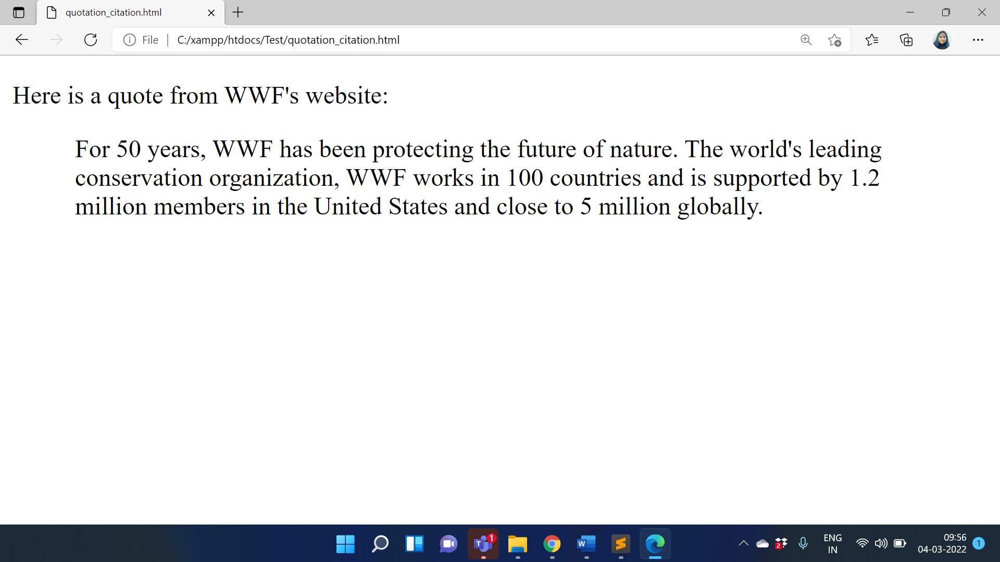 quotation_citation.html
File | C:/xampp/htdocs/Test/quotation_citation.html
Here is a quote from WWF's website:
For 50 years, WWF has been protecting the future of nature. The world's leading
conservation organization, WWF works in 100 countries and is supported by 1.2
million members in the United States and close to 5 million globally.
T 1
W
2
ENG
IN
09:56
04-03-2022
1